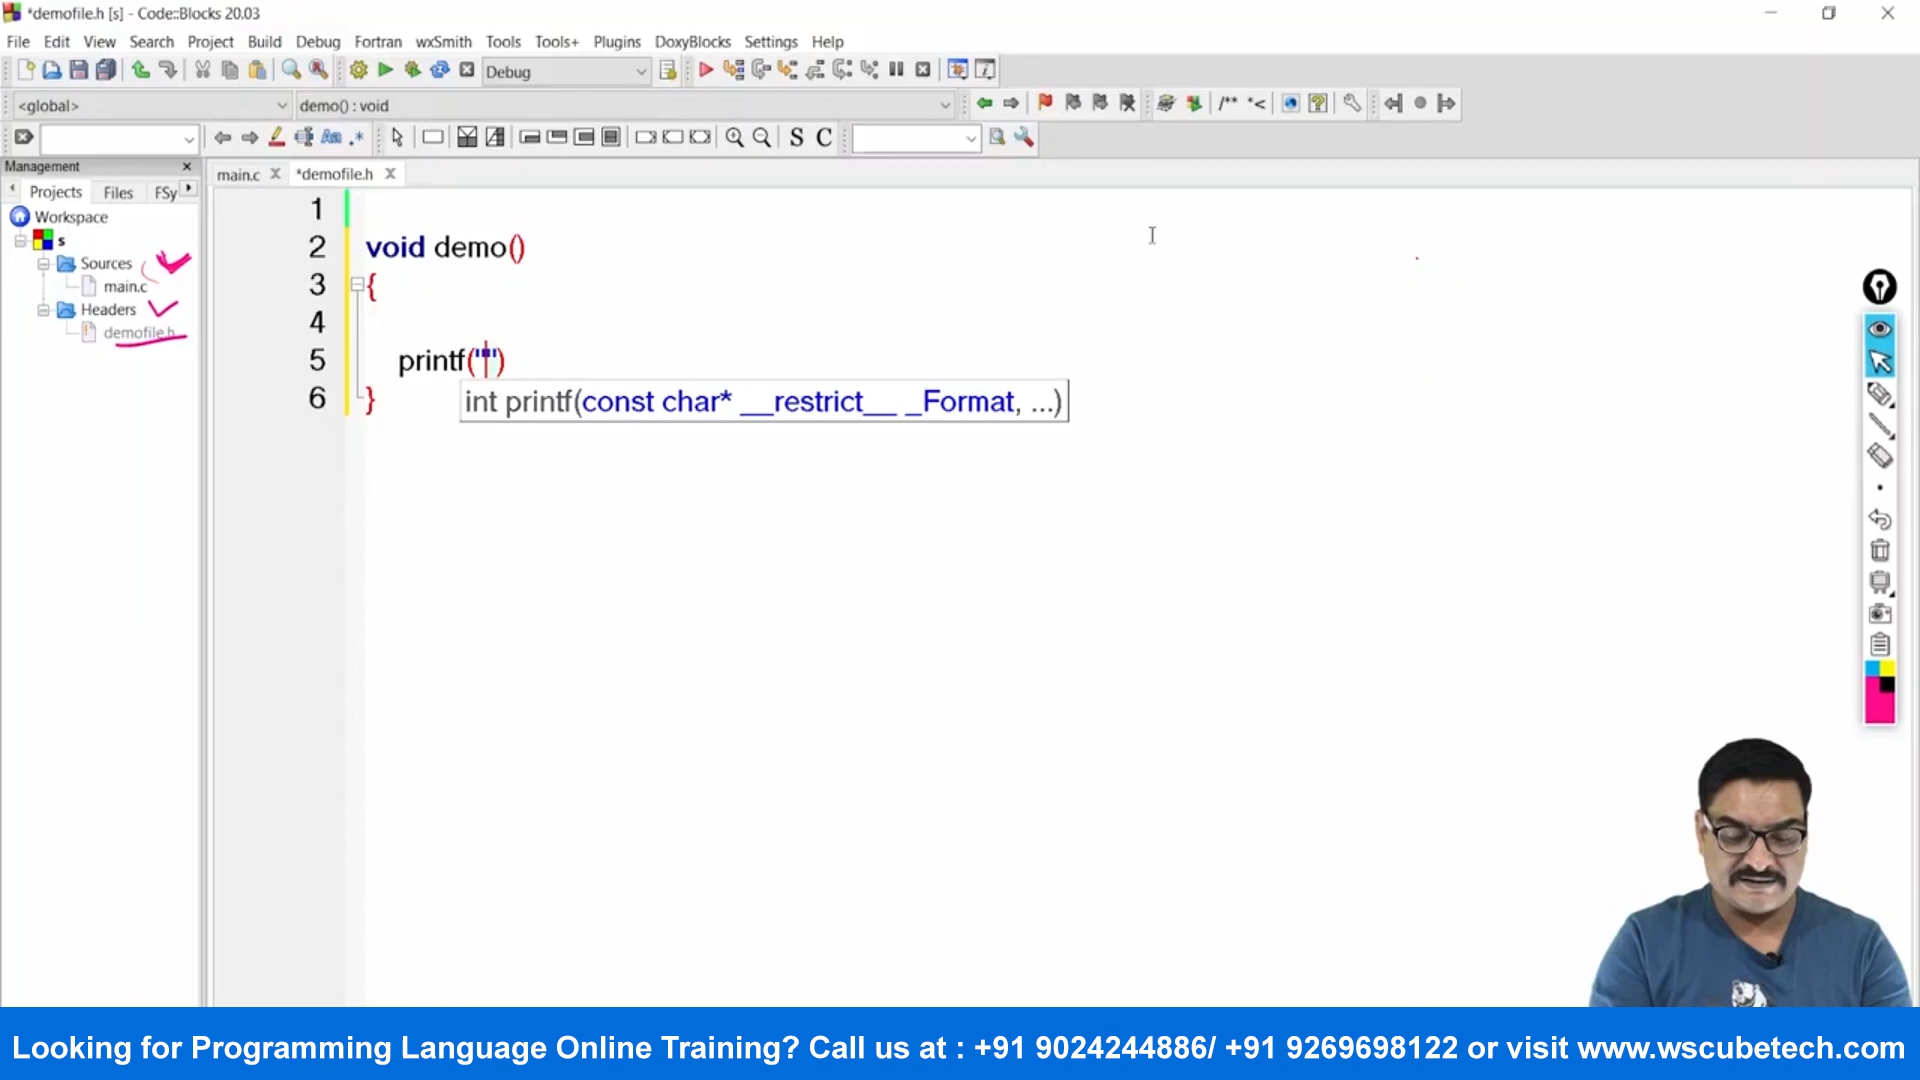 *demofile.h [s] - Code::Blocks 20.03
File Edit View Search Project Build Debug Fortran wxSmith Tools Tools+ Plugins DoxyBlocks Settings Help
Debug
<global> demo() : void
/** *<
Aa .* S C
Management
main.c *demofile.h
Projects Files FSy
Workspace
s
Sources
main.c
Headers
demofile.h
1
2 void demo()
3 {
4
5 printf("")
int printf(const char* __restrict__ _Format, ...)
6 }
Looking for Programming Language Online Training? Call us at : +91 9024244886/ +91 9269698122 or visit www.wscubetech.com